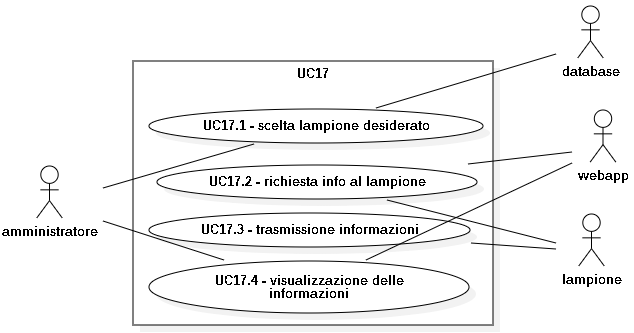 database
UC17
UC17.1 - scelta lampione desiderato
webapp
UC17.2 - richiesta info al lampione
amministratore
UC17.3 - trasmissione informazioni
lampione
UC17.4 - visualizzazione delle
informazioni